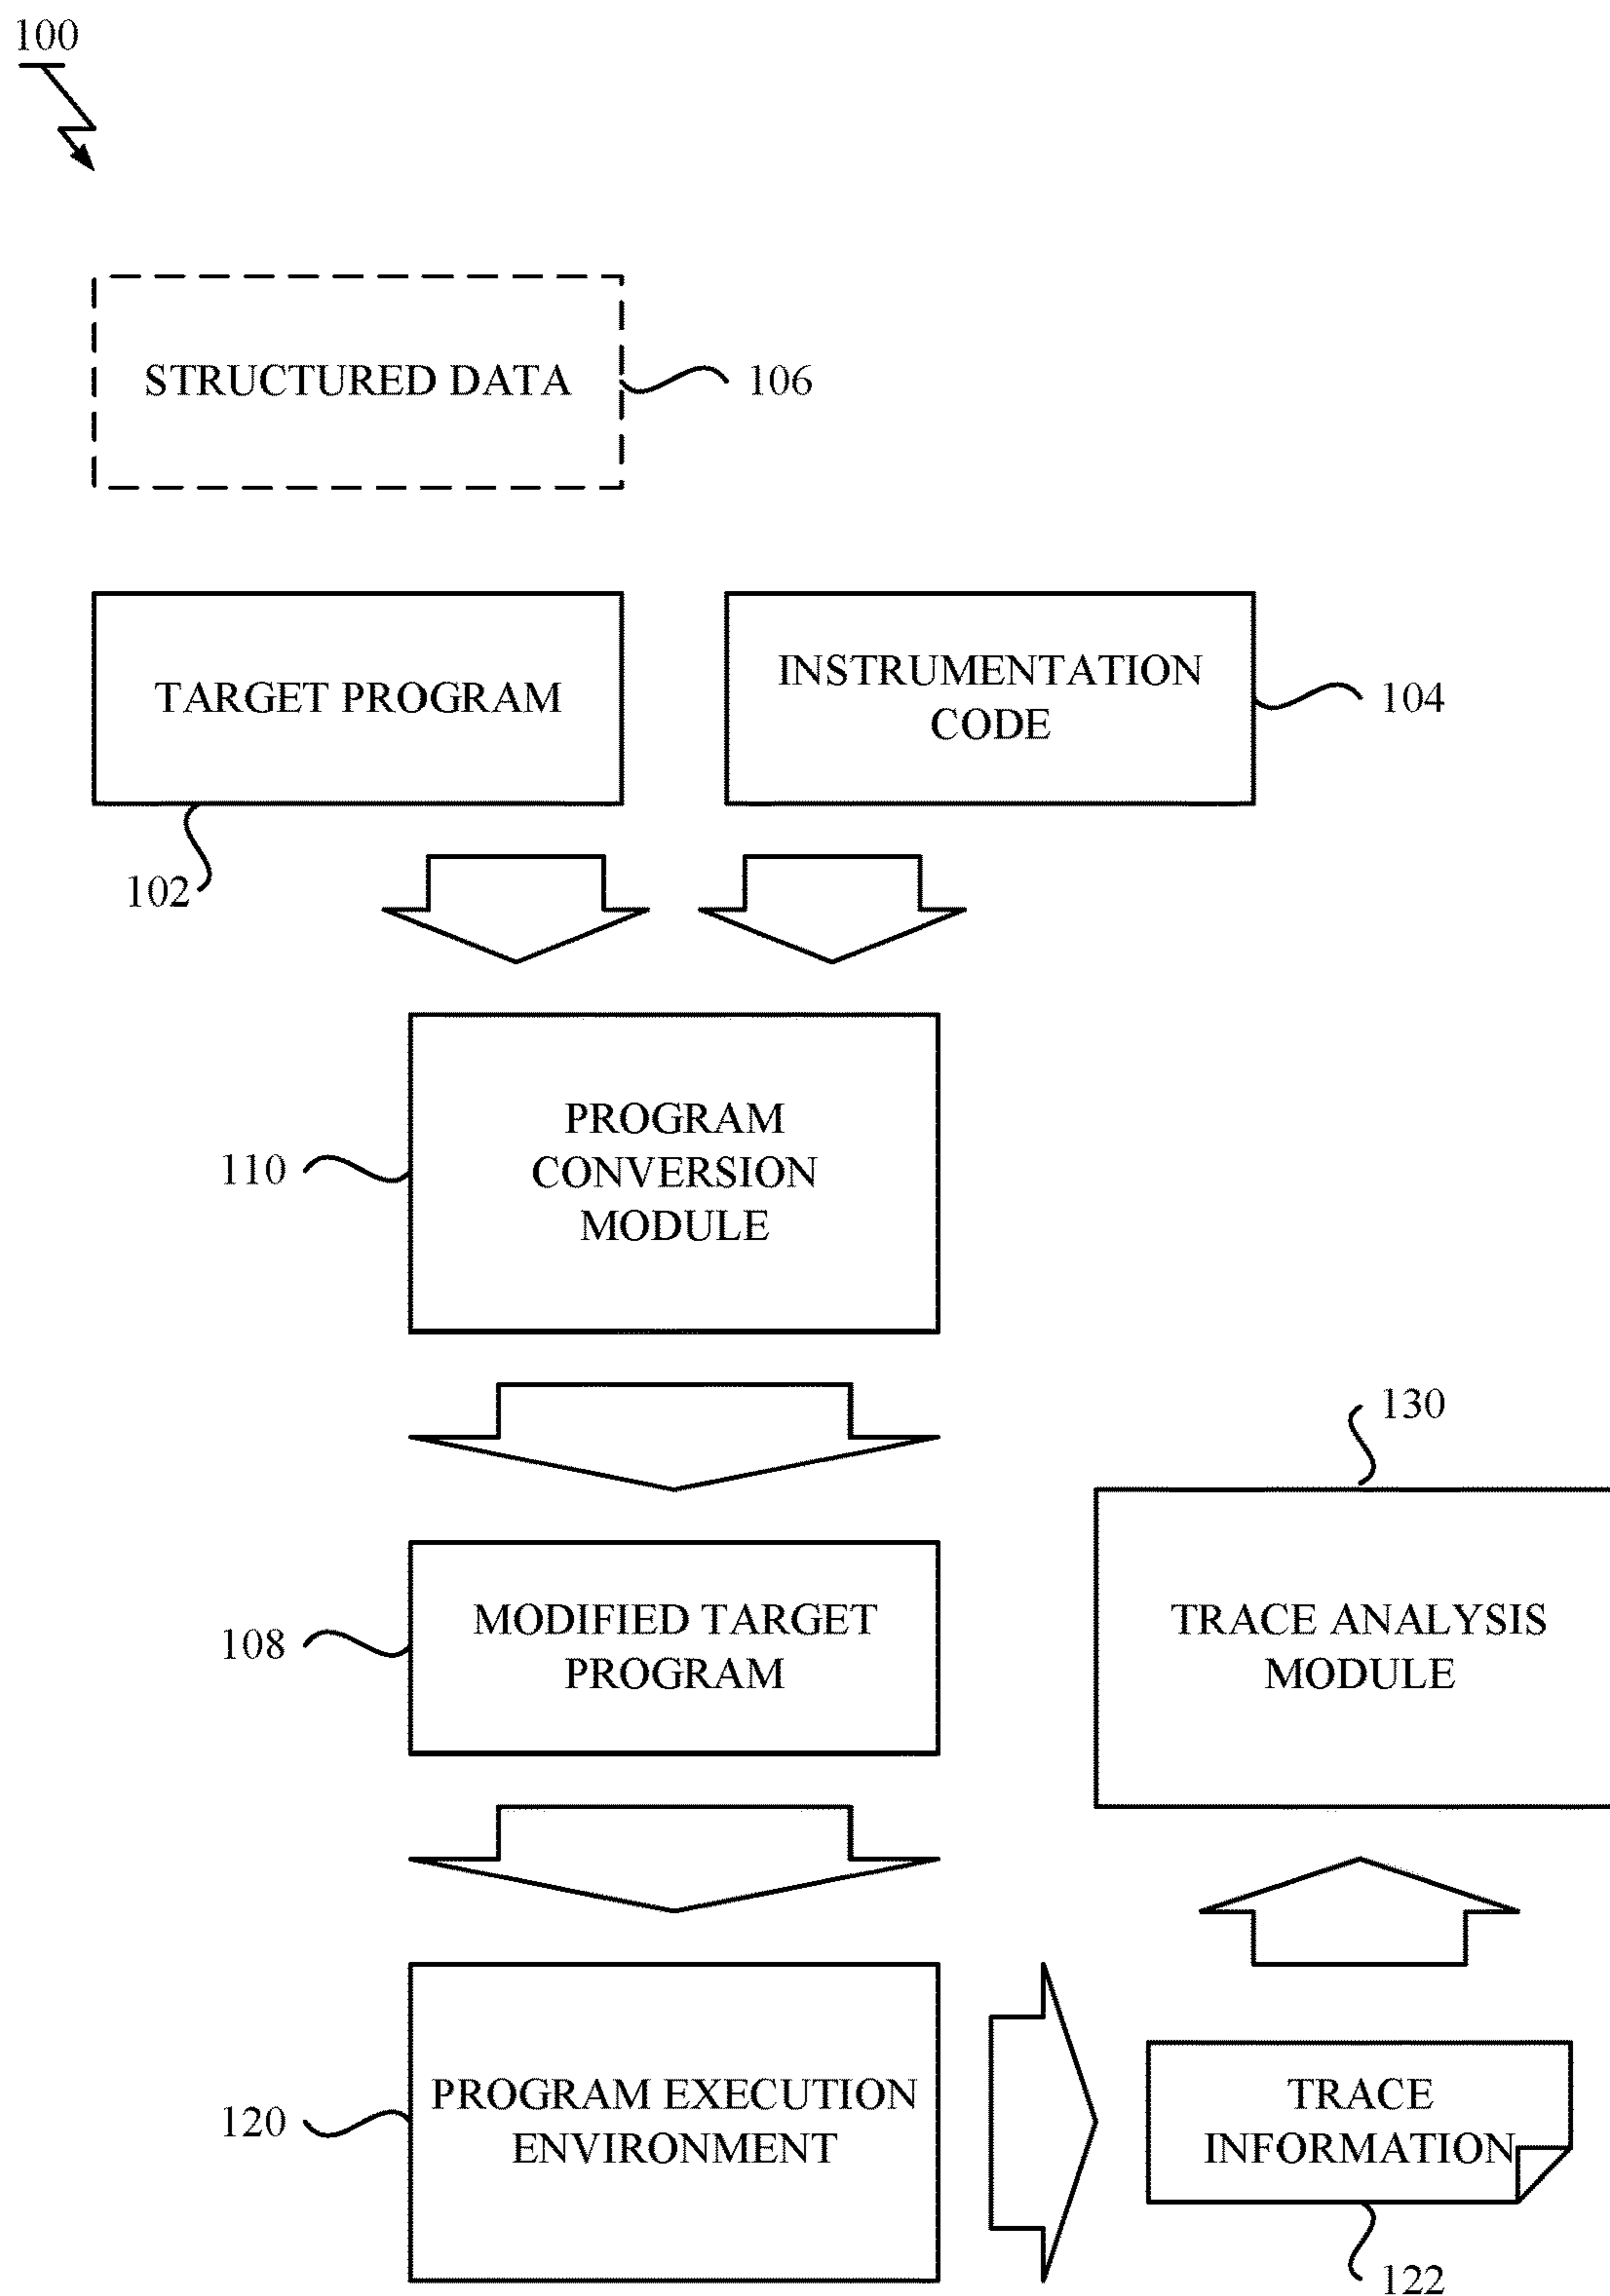 100
STRUCTURED DATA
106
TARGET PROGRAM
INSTRUMENTATION
CODE
104
102
PROGRAM
CONVERSION
MODULE
110
130
MODIFIED TARGET
PROGRAM
108
TRACE ANALYSIS
MODULE
PROGRAM EXECUTION
ENVIRONMENT
120
TRACE
INFORMATION
122